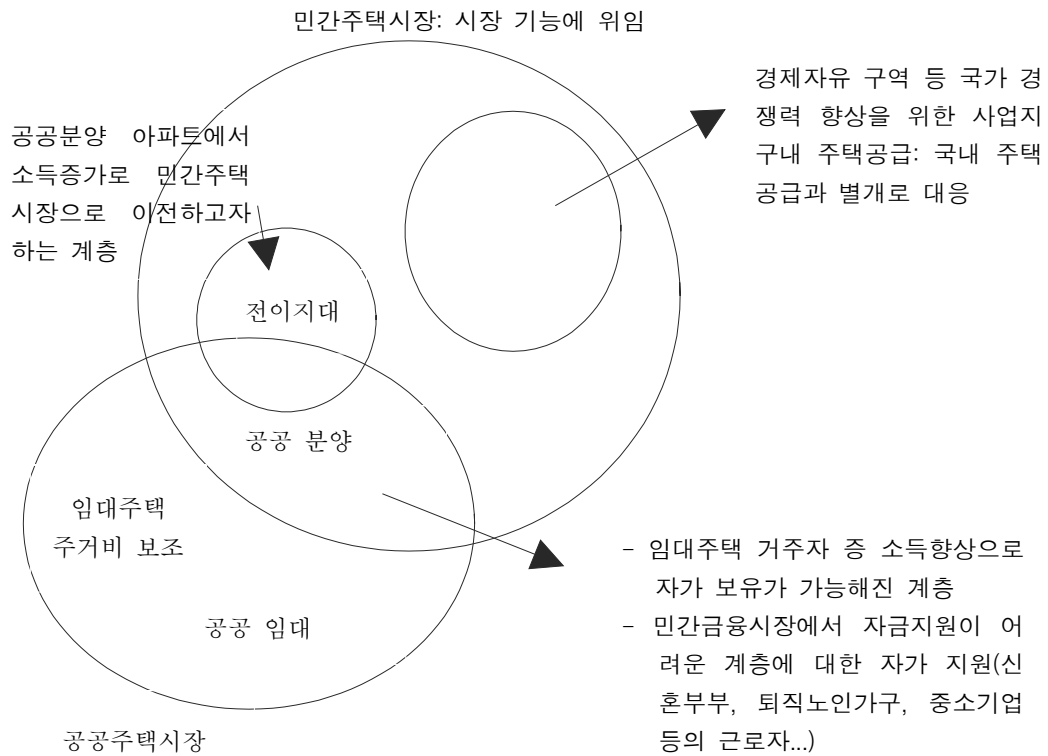 민간주택시장: 시장 기능에 위임
경제자유 구역 등 국가 경
쟁력 향상을 위한 사업지
구내 주택공급: 국내 주택
공급과 별개로 대응
공공분양 아파트에서
소득증가로 민간주택
시장으로 이전하고자
하는 계층
전이지대
공공 분양
임대주택
주거비 보조
공공 임대
- 임대주택 거주자 증 소득향상으로
자가 보유가 가능해진 계층
- 민간금융시장에서 자금지원이 어
려운 계층에 대한 자가 지원(신
혼부부, 퇴직노인가구, 중소기업
등의 근로자...)
공공주택시장